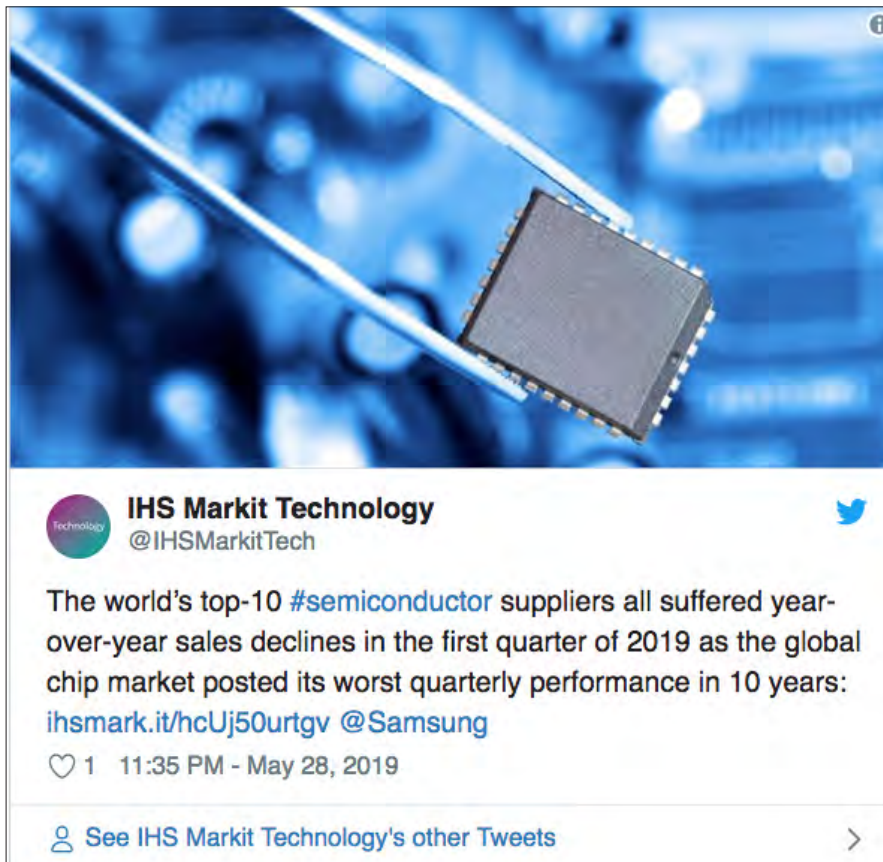 IHS Markit Technology
Technology
@IHSMarkitTech
The world's top-10 #semiconductor suppliers all suffered year-
over-year sales declines in the first quarter of 2019 as the global
chip market posted its worst quarterly performance in 10 years:
ihsmark.it/hcUj50urtgv @Samsung
1 11:35 PM - May 28, 2019
See IHS Markit Technology's other Tweets